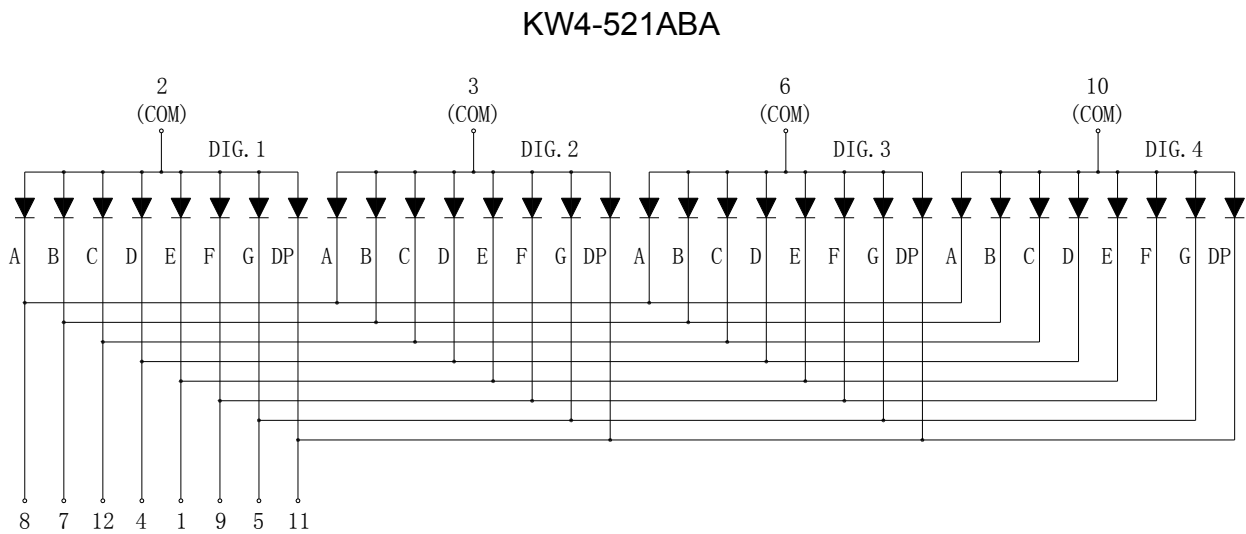 KW4-521ABA
2 3 6 10
(COM) (COM) (COM) (COM)
DIG.1 DIG.2 DIG.3 DIG.4
A B C D E F G DP A B C D E F G DP A B C D E F G DP A B C D E F G DP
8 7 12 4 1 9 5 11